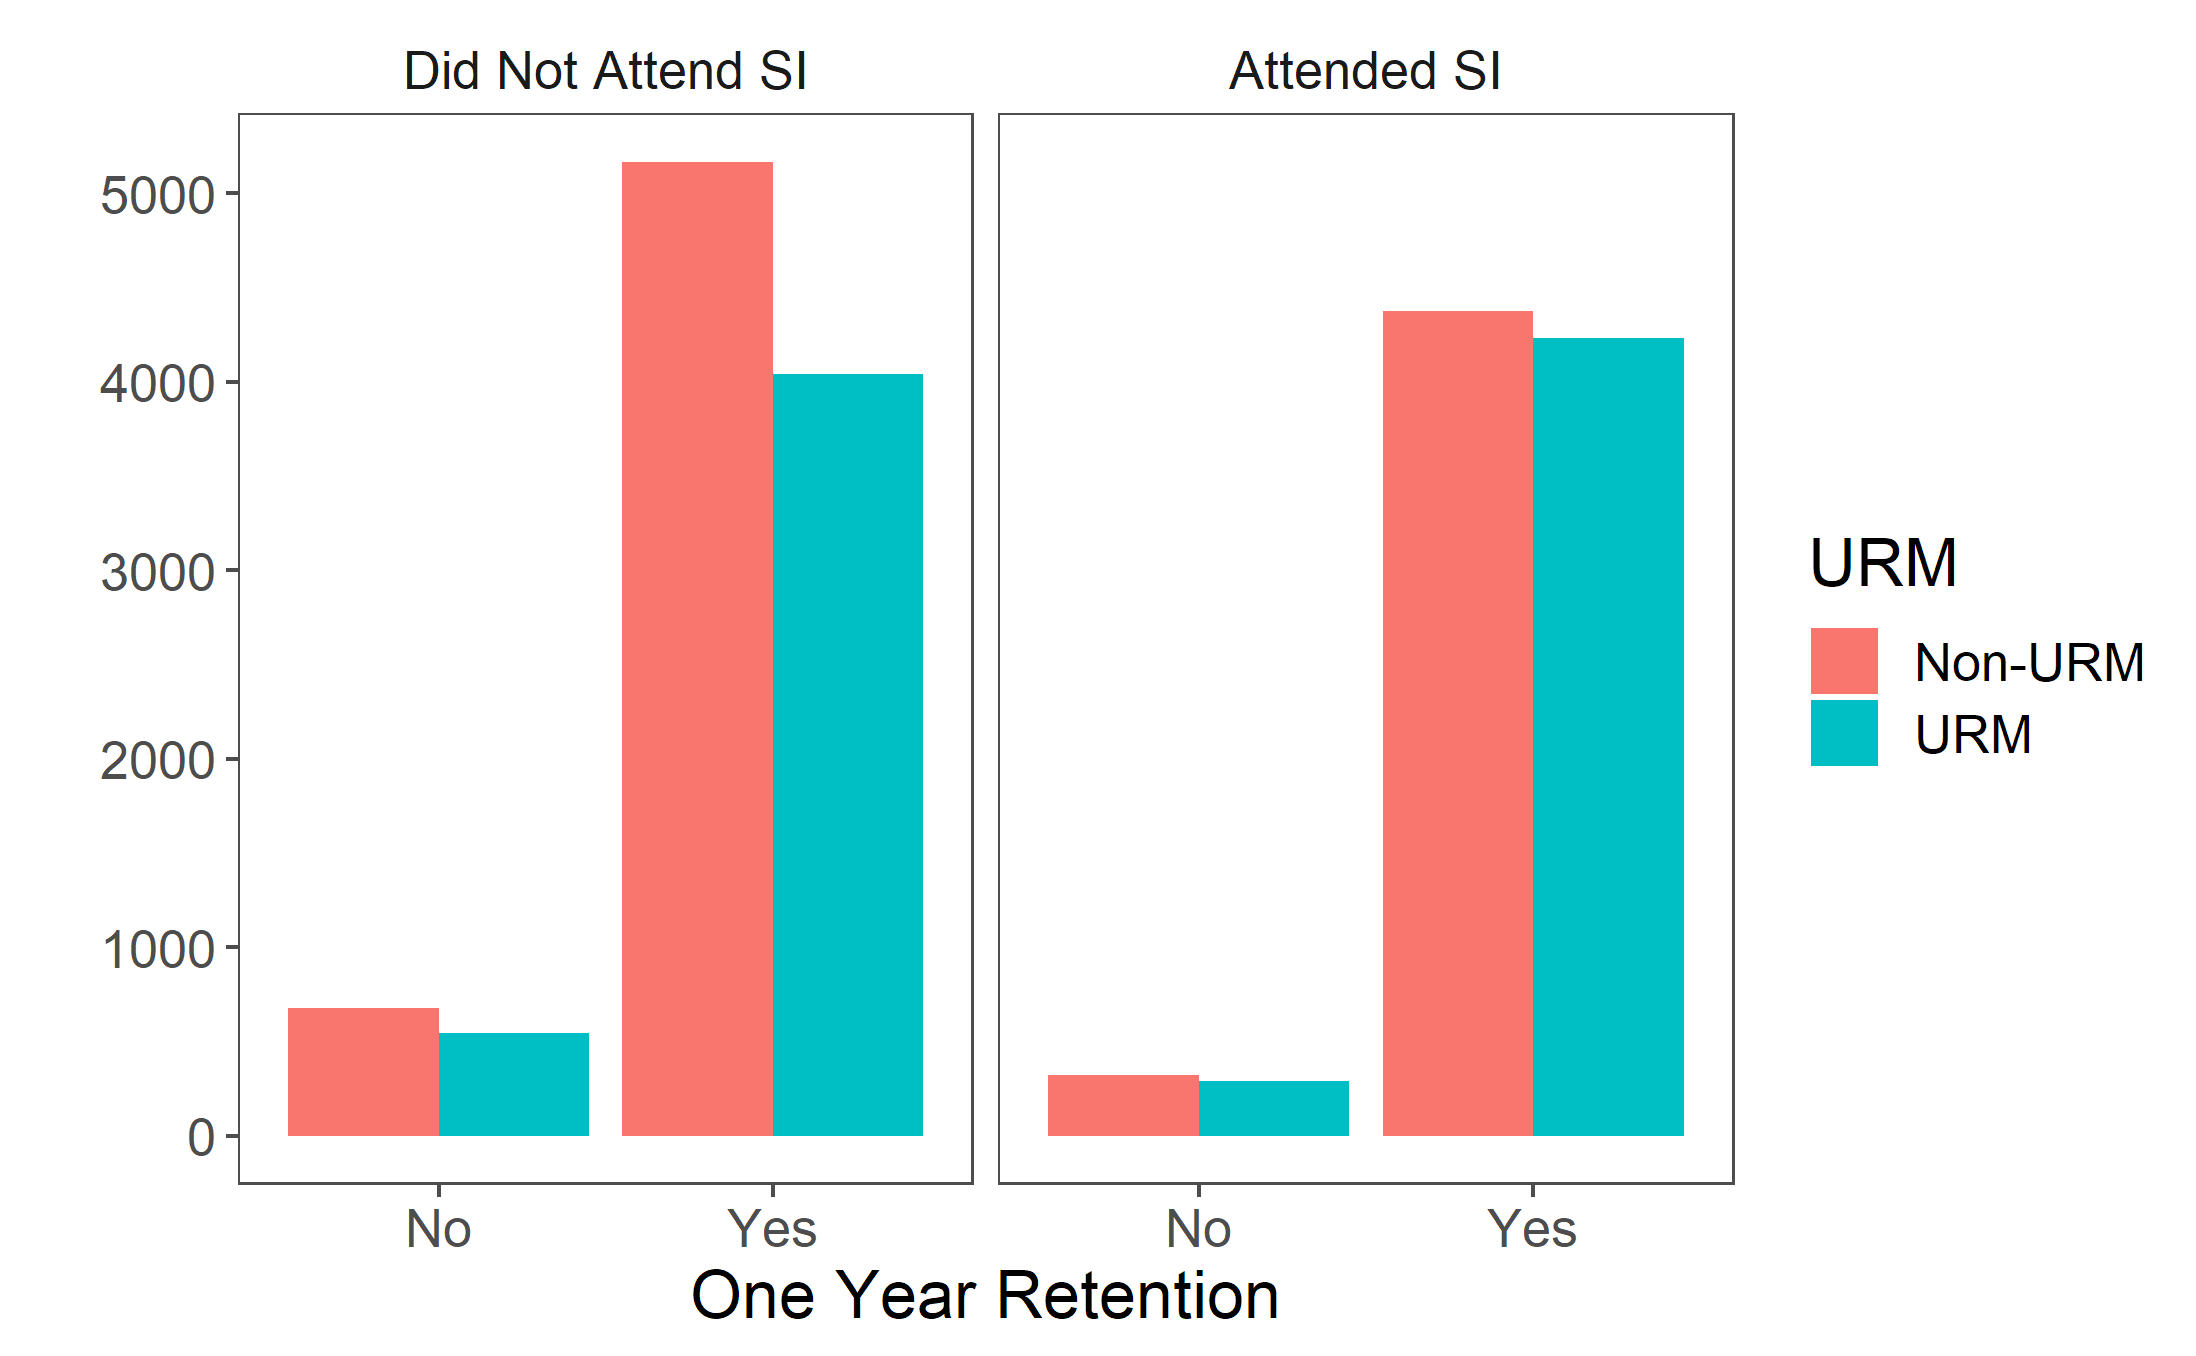 Did Not Attend SI
Attended SI
5000
4000
3000
2000
1000
0
No
Yes
No
Yes
One Year Retention
URM
Non-URM
URM